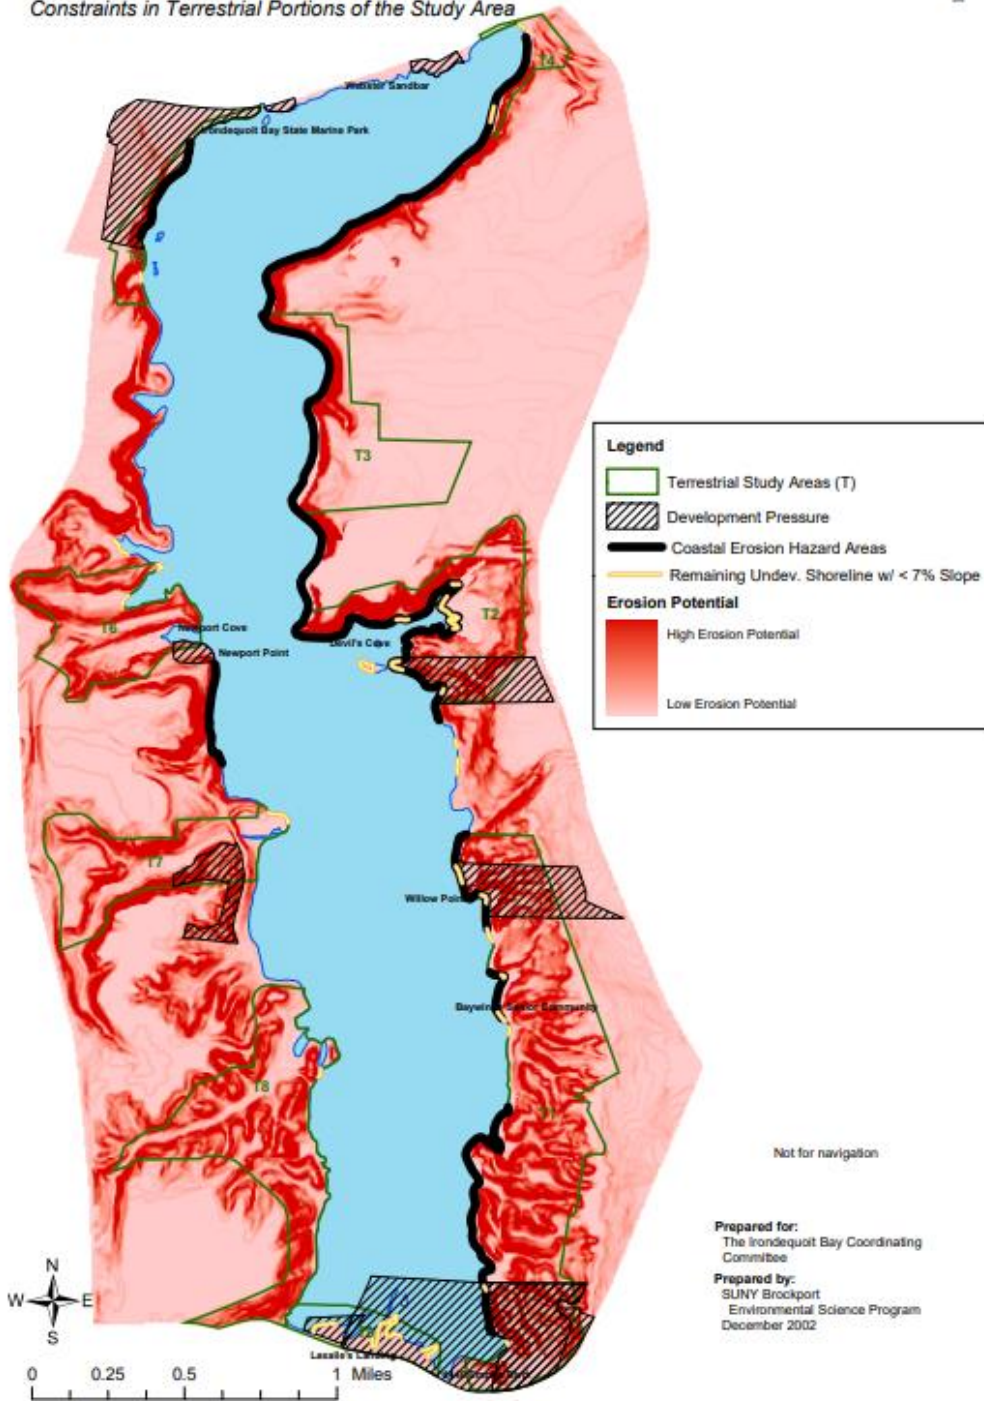 Constraints in Terrestrial Portions of the Study Area
T4
Webster Sandbar
Irondequoit Bay State Marine Park
T3
Legend
Terrestrial Study Areas (T)
Development Pressure
Coastal Erosion Hazard Areas
Remaining Undev. Shoreline w/ < 7% Slope
Erosion Potential
High Erosion Potential
Low Erosion Potential
T2
T6
Newport Cove
Devil's Cove
Newport Point
T7
Willow Point
Baywinds Senior Community
T8
T1
Not for navigation
Prepared for:
The Irondequoit Bay Coordinating
Committee
Prepared by:
SUNY Brockport
Environmental Science Program
December 2002
N
W E
S
Lasalle's Landing
0 0.25 0.5 1 Miles